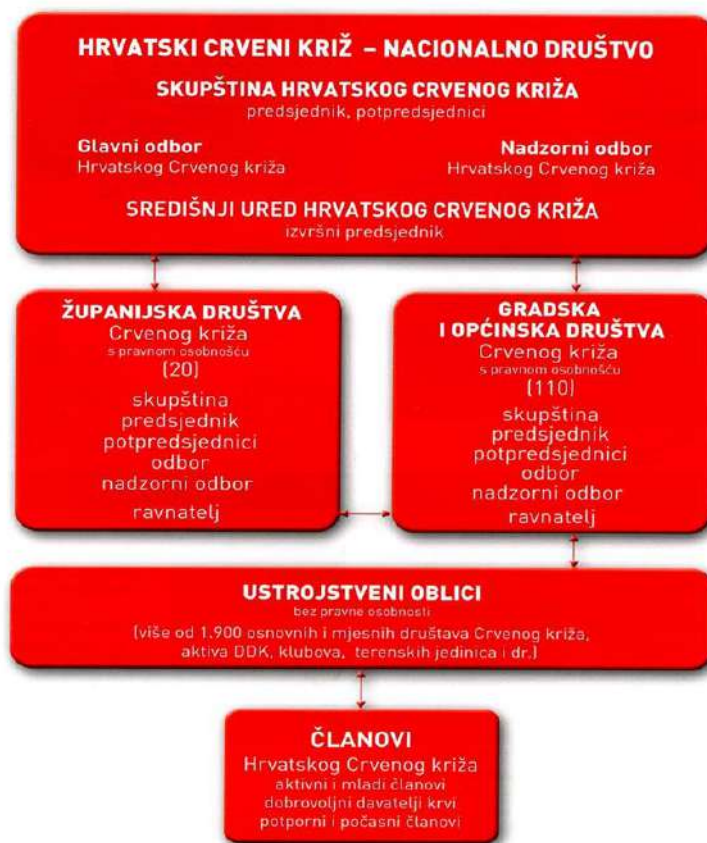 HRVATSKI CRVENI KRIŽ – NACIONALNO DRUŠTVO
SKUPŠTINA HRVATSKOG CRVENOG KRIŽA
predsjednik, potpredsjednici
Glavni odbor
Hrvatskog Crvenog križa
Nadzorni odbor
Hrvatskog Crvenog križa
SREDIŠNJI URED HRVATSKOG CRVENOG KRIŽA
izvršni predsjednik
ŽUPANIJSKA DRUŠTVA
Crvenog križa
s pravnom osobnošću
(20)
skupština
predsjednik
potpredsjednici
odbor
nadzorni odbor
ravnatelj
GRADSKA
I OPĆINSKA DRUŠTVA
Crvenog križa
s pravnom osobnošću
(110)
skupština
predsjednik
potpredsjednici
odbor
nadzorni odbor
ravnatelj
USTROJSTVENI OBLICI
bez pravne osobnosti
(više od 1.900 osnovnih i mjesnih društava Crvenog križa,
aktiva DDK, klubova, terenskih jedinica i dr.)
ČLANOVI
Hrvatskog Crvenog križa
aktivni i mladi članovi
dobrovoljni davatelji krvi
potporni i počasni članovi